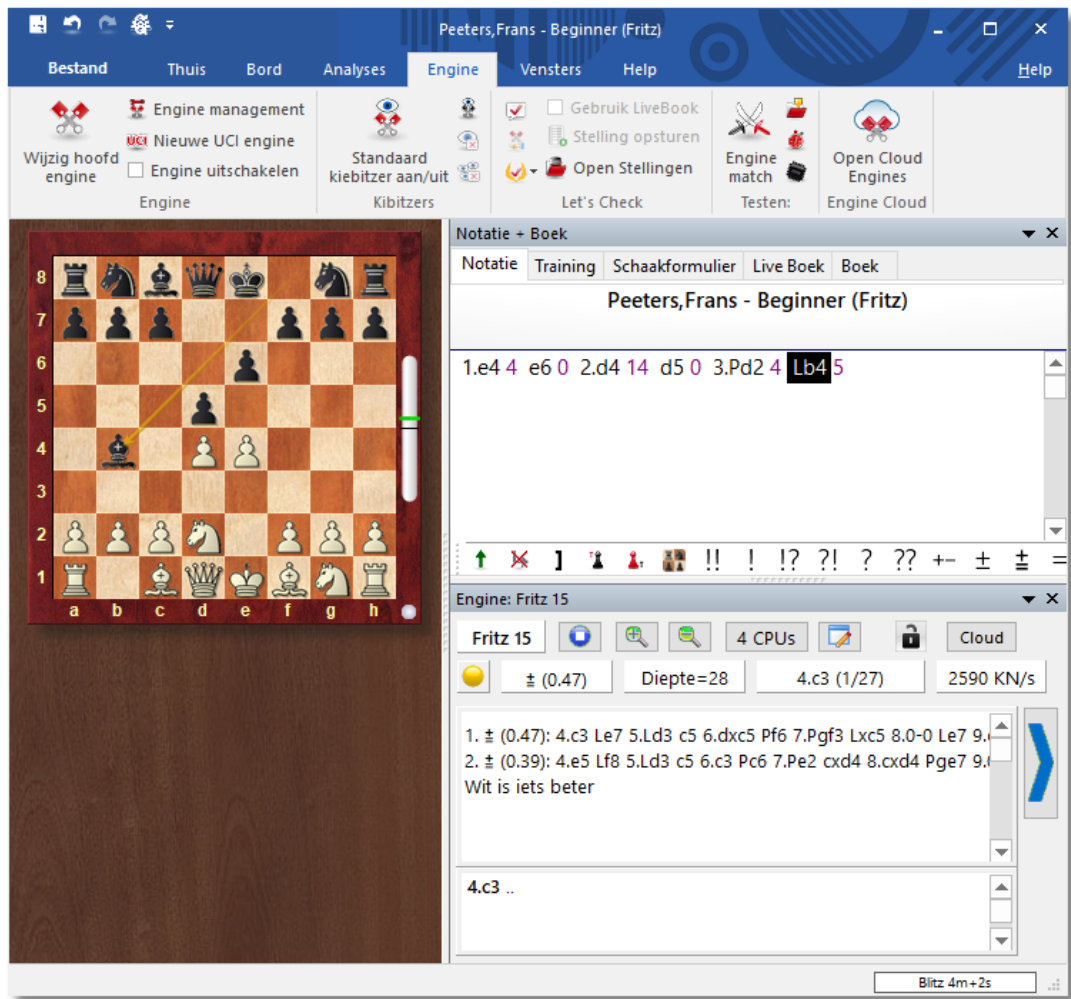 Peeters,Frans - Beginner (Fritz)
Bestand Thuis Bord Analyses Engine Vensters Help Help
Wijzig hoofd engine
Engine management
Nieuwe UCI engine
Engine uitschakelen
Engine
Standaard kiebitzer aan/uit
Kibitzers
Gebruik LiveBook
Stelling opsturen
Open Stellingen
Let's Check
Engine match
Testen:
Open Cloud Engines
Engine Cloud
8
7
6
5
4
3
2
1
a b c d e f g h
Notatie + Boek
Notatie Training Schaakformulier Live Boek Boek
Peeters,Frans - Beginner (Fritz)
1.e4 4 e6 0 2.d4 14 d5 0 3.Pd2 4 Lb4 5
] !! ! !? ?! ? ?? +− ± ⩲ =
Engine: Fritz 15
Fritz 15 4 CPUs Cloud
± (0.47) Diepte=28 4.c3 (1/27) 2590 KN/s
1. ± (0.47): 4.c3 Le7 5.Ld3 c5 6.dxc5 Pf6 7.Pgf3 Lxc5 8.0-0 Le7 9.
2. ± (0.39): 4.e5 Lf8 5.Ld3 c5 6.c3 Pc6 7.Pe2 cxd4 8.cxd4 Pge7 9.
Wit is iets beter
4.c3 ..
Blitz 4m+2s